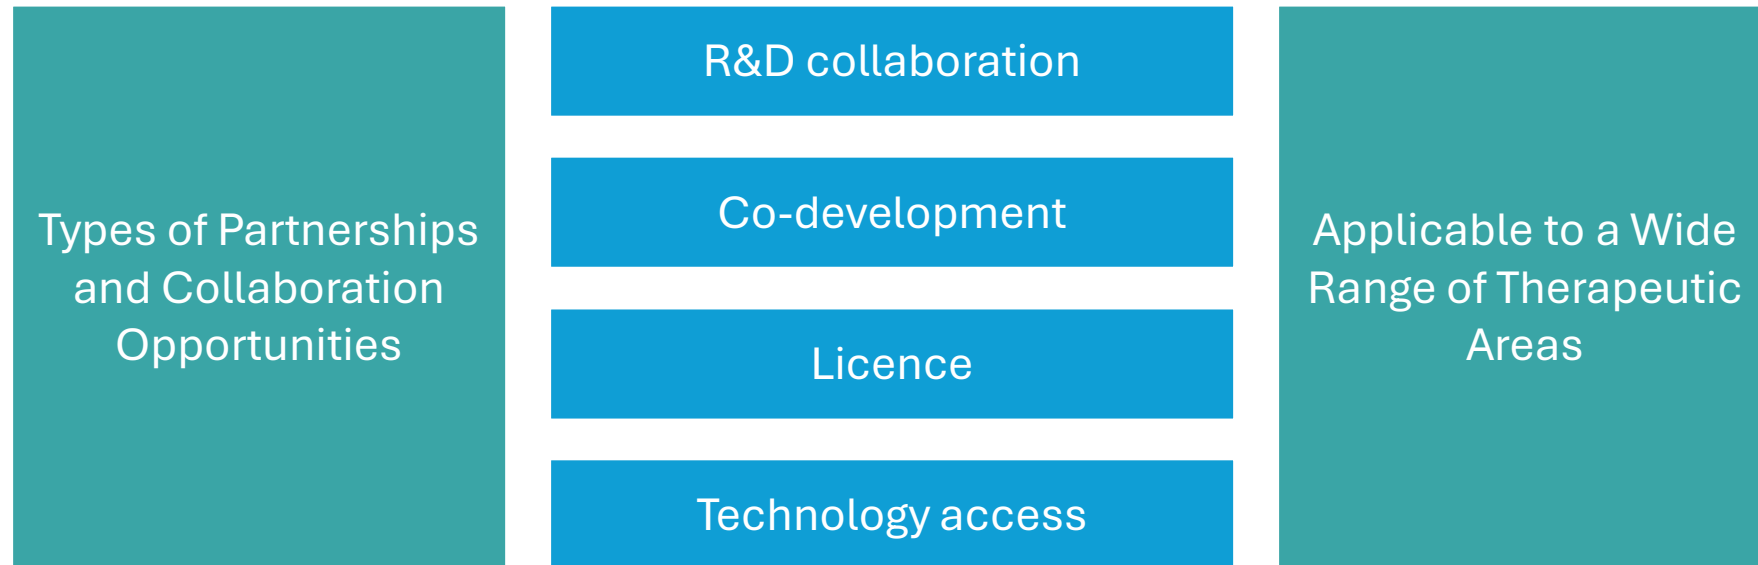 Types of Partnerships
and Collaboration
Opportunities
R&D collaboration
Co-development
Licence
Technology access
Applicable to a Wide
Range of Therapeutic
Areas